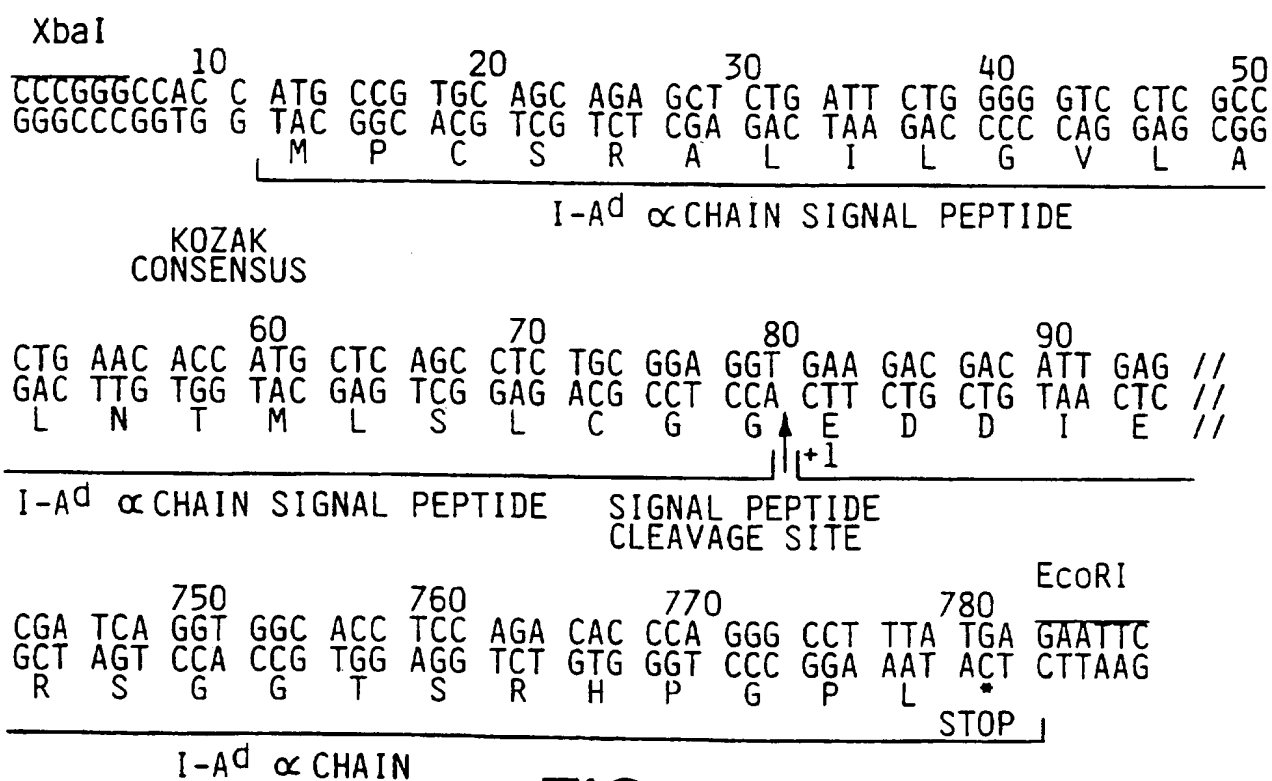 XbaI
10 20 30 40 50
CCCGGGCCAC C ATG CCG TGC AGC AGA GCT CTG ATT CTG GGG GTC CTC GCC
GGGCCCGGTG G TAC GGC ACG TCG TCT CGA GAC TAA GAC CCC CAG GAG CGG
M P C S R A L I L G V L A
I-Ad α CHAIN SIGNAL PEPTIDE
KOZAK
CONSENSUS
60 70 80 90
CTG AAC ACC ATG CTC AGC CTC TGC GGA GGT GAA GAC GAC ATT GAG //
GAC TTG TGG TAC GAG TCG GAG ACG CCT CCA CTT CTG CTG TAA CTC //
L N T M L S L C G G E D D I E //
+1
I-Ad α CHAIN SIGNAL PEPTIDE SIGNAL PEPTIDE
CLEAVAGE SITE
EcoRI
750 760 770 780
CGA TCA GGT GGC ACC TCC AGA CAC CCA GGG CCT TTA TGA GAATTC
GCT AGT CCA CCG TGG AGG TCT GTG GGT CCC GGA AAT ACT CTTAAG
R S G G T S R H P G P L *
STOP
I-Ad α CHAIN